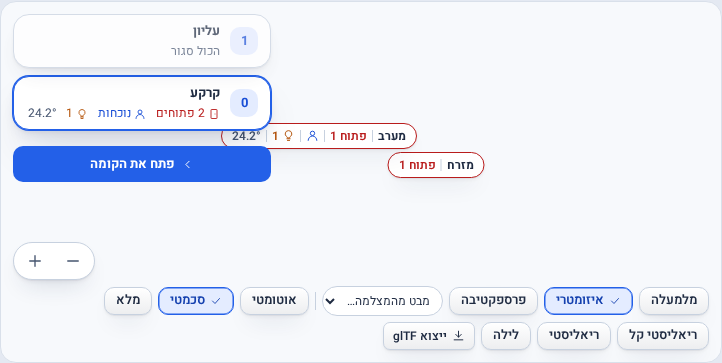 עליון
1
הכול סגור
קרקע
0
2 פתוחים
נוכחות
1
24.2°
מערב
פתוח 1
1
24.2°
מזרח
פתוח 1
פתח את הקומה
מלמעלה
איזומטרי
פרספקטיבה
מבט מהמצלמה...
אוטומטי
סכמטי
מלא
ריאליסטי קל
ריאליסטי
לילה
ייצוא glTF